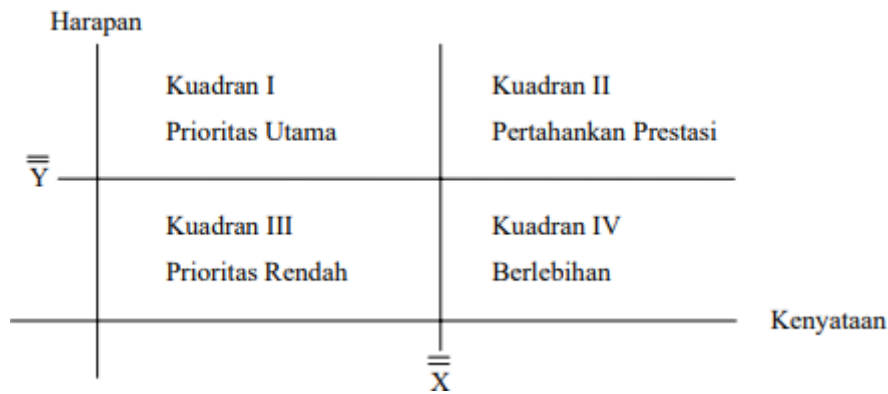 Harapan
Kuadran I
Prioritas Utama
Kuadran II
Pertahankan Prestasi
Y
Kuadran III
Prioritas Rendah
Kuadran IV
Berlebihan
Kenyataan
X